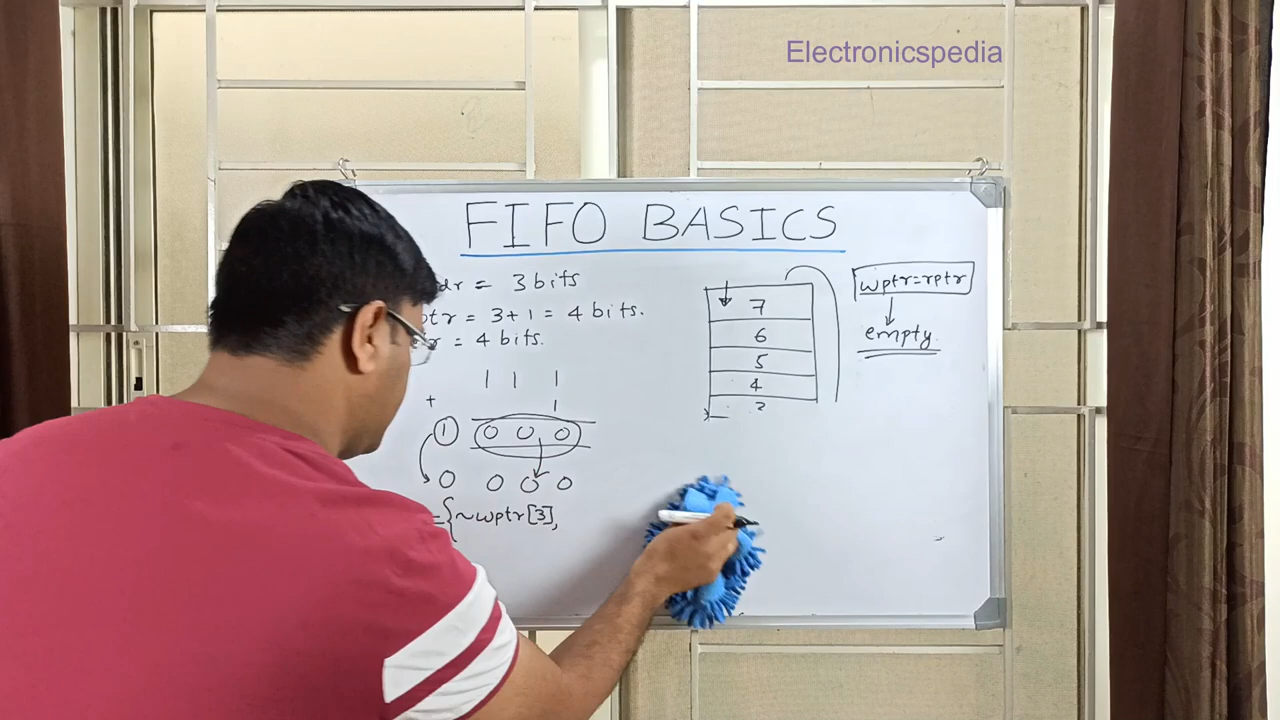 Electronicspedia
FIFO BASICS
= 3 bits
= 3+1 = 4 bits.
= 4 bits.
1 1 1
+ 1
1 0 0 0
0 0 0 0
={~wptr[3],
7
6
5
4
wptr=rptr
empty